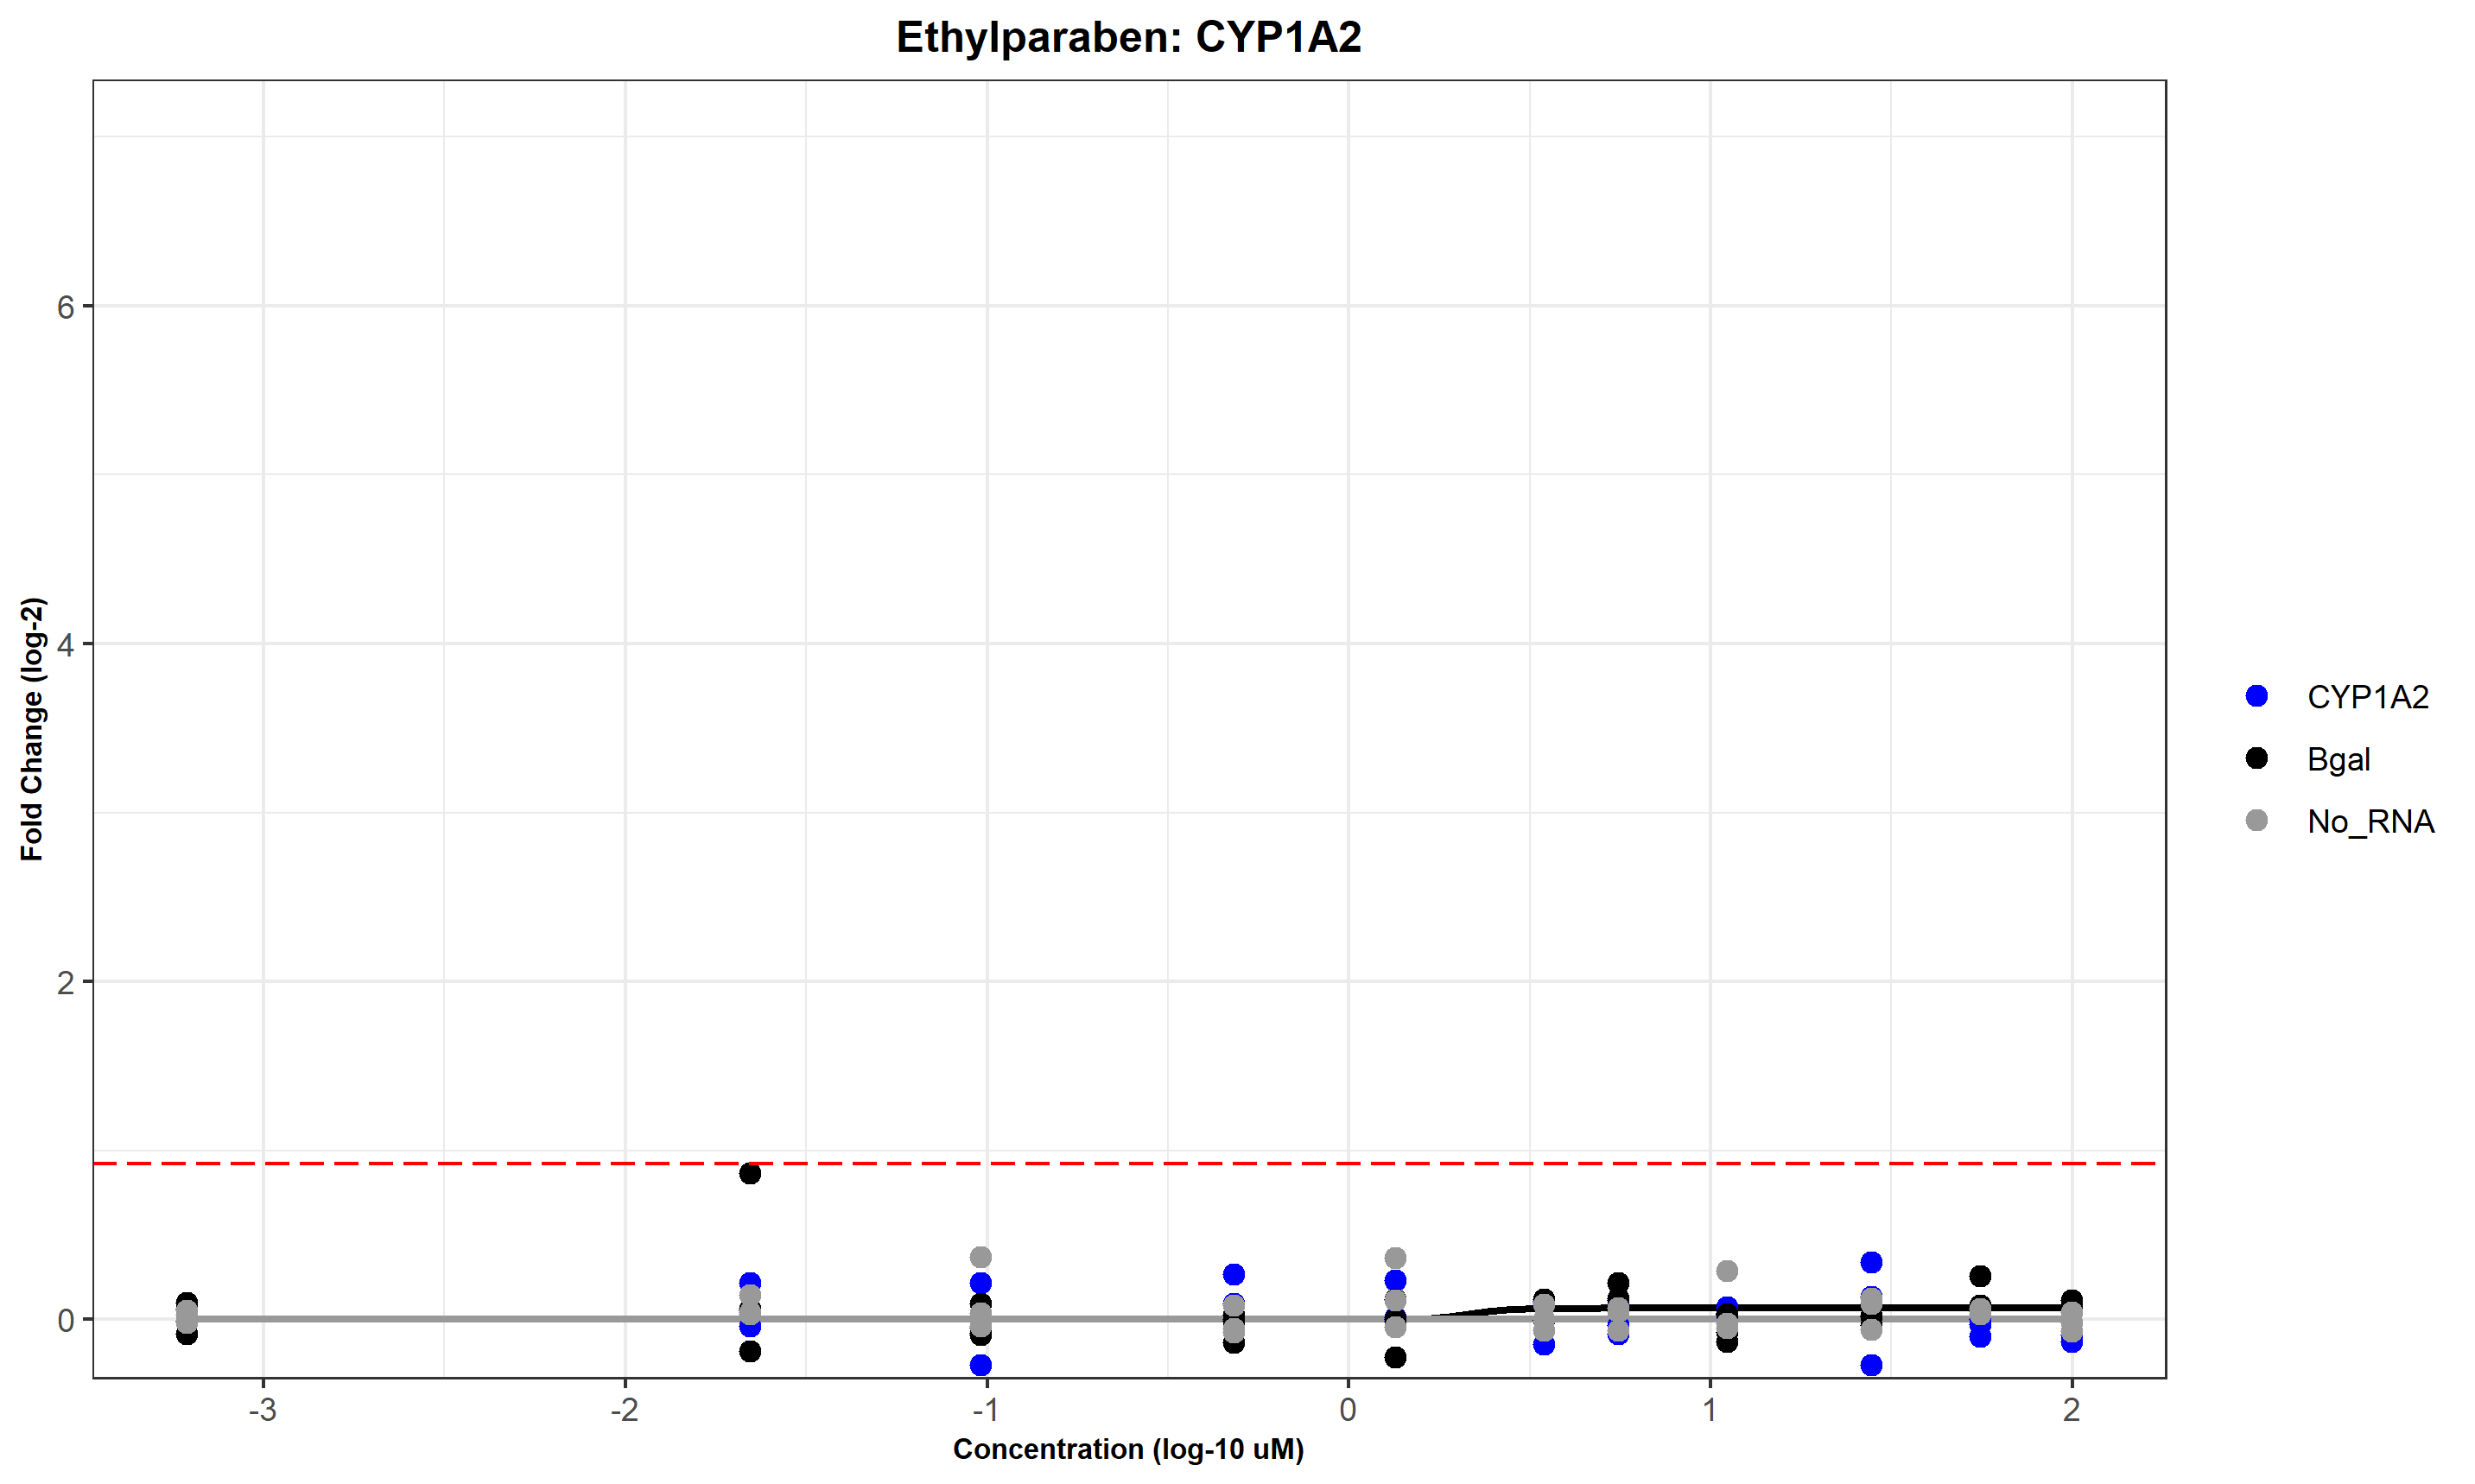 Ethylparaben: CYP1A2
Fold Change (log-2)
6
4
2
0
-3
-2
-1
0
1
2
Concentration (log-10 uM)
CYP1A2
Bgal
No_RNA